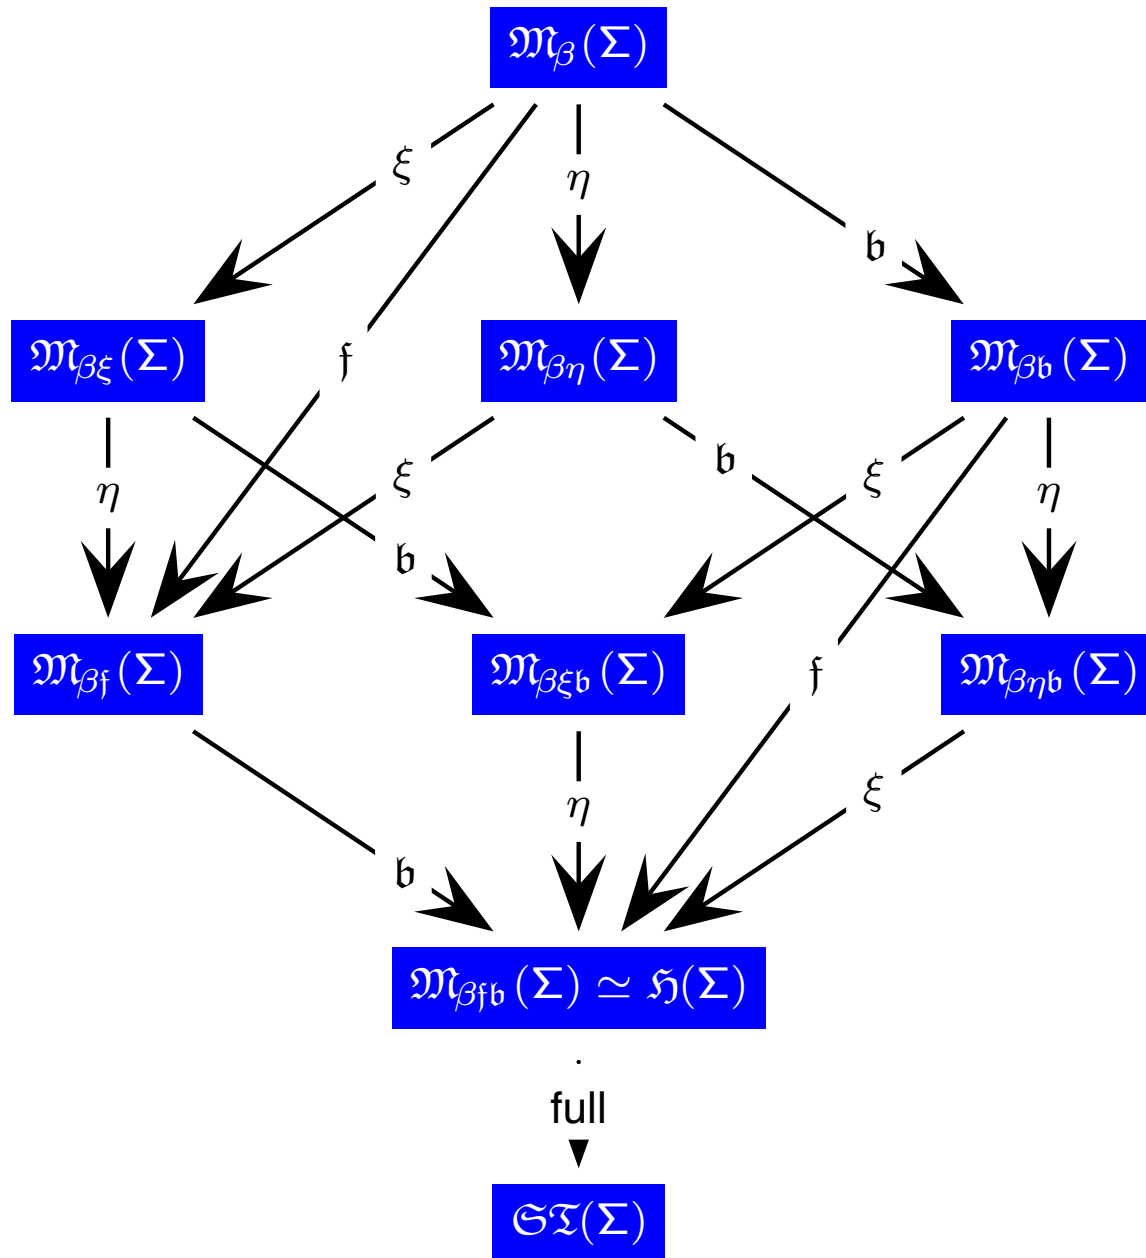 𝔐_β(Σ)
ξ
η
𝔟
𝔣
𝔐_βξ(Σ) 𝔐_βη(Σ) 𝔐_β𝔟(Σ)
η
𝔟
ξ
𝔟
ξ
η
𝔐_β𝔣(Σ) 𝔐_βξ𝔟(Σ) 𝔐_βη𝔟(Σ)
𝔣
𝔟
η
ξ
𝔐_β𝔣𝔟(Σ) ≃ ℌ(Σ)
full
𝔖𝔗(Σ)